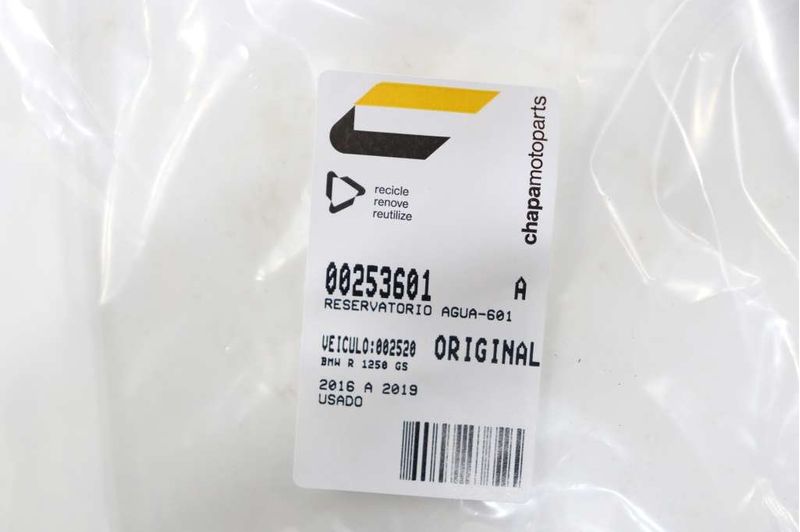 chapamotoparts
recicle
renove
reutilize
00253601 A
RESERVATORIO AGUA-601
VEICULO:002520 ORIGINAL
BMW R 1250 GS
2016 A 2019
USADO